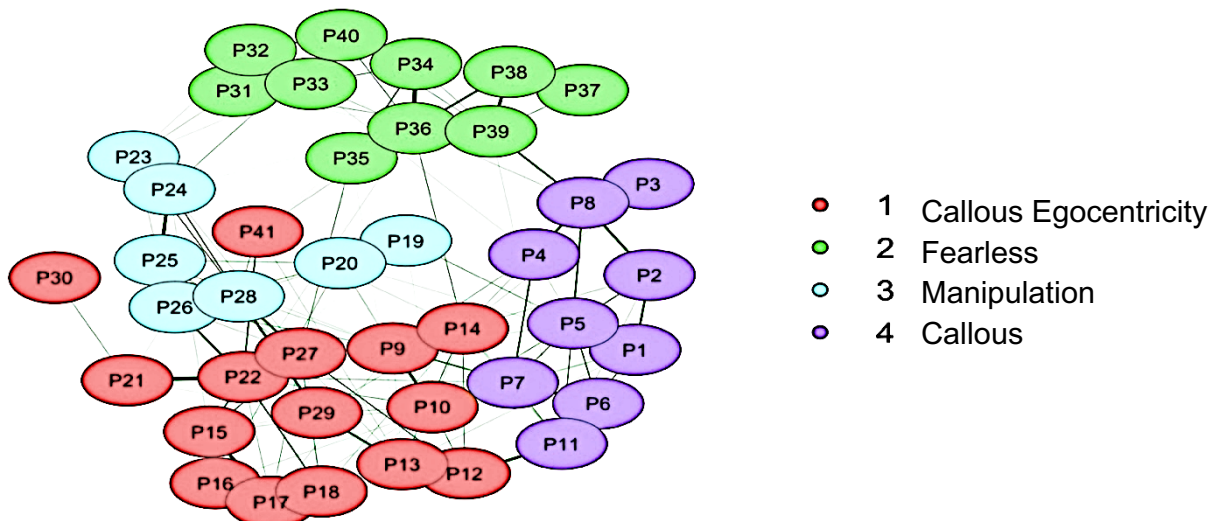 P40
P32
P34
P38
P33
P31
P37
P36
P39
P35
P23
P24
P3
P8
P41
P19
P4
P25
P20
P2
P30
P28
P26
P5
P14
P9
P27
P1
P22
P21
P7
P6
P10
P29
P15
P11
P13
P12
P16
P18
P17
1 Callous Egocentricity
2 Fearless
3 Manipulation
4 Callous